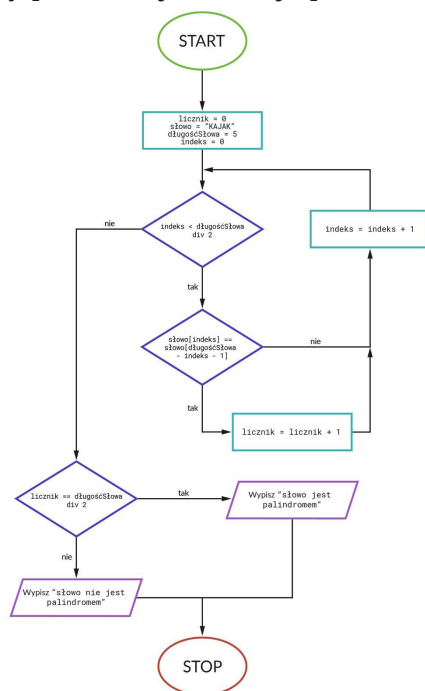 START
licznik = 0
słowo = "KAJAK"
długośćSłowa = 5
indeks = 0
nie
indeks < długośćSłowa
div 2
indeks = indeks + 1
tak
słowo[indeks] ==
słowo[długośćSłowa
- indeks - 1]
nie
tak
licznik = licznik + 1
licznik == długośćSłowa
div 2
tak
Wypisz "słowo jest
palindromem"
nie
Wypisz "słowo nie jest
palindromem"
STOP